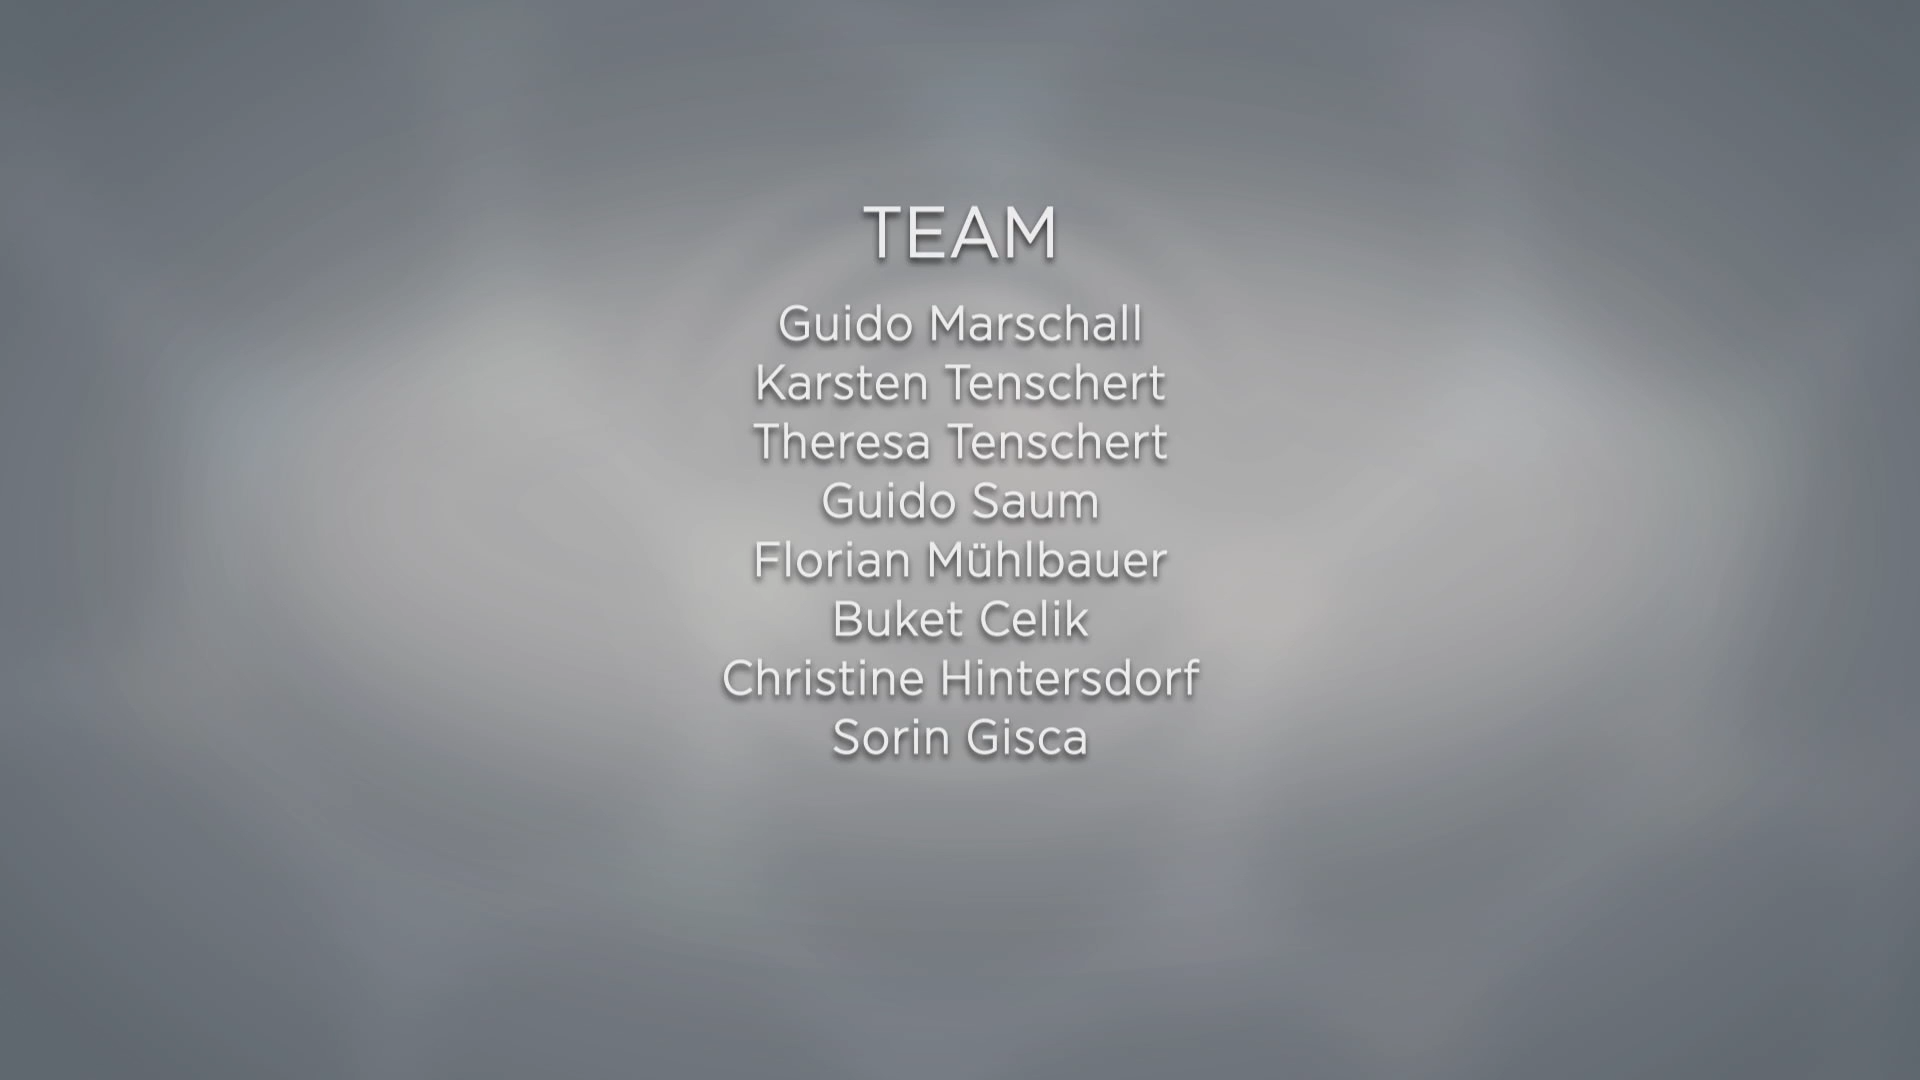 TEAM
Guido Marschall
Karsten Tenschert
Theresa Tenschert
Guido Saum
Florian Mühlbauer
Buket Celik
Christine Hintersdorf
Sorin Gisca